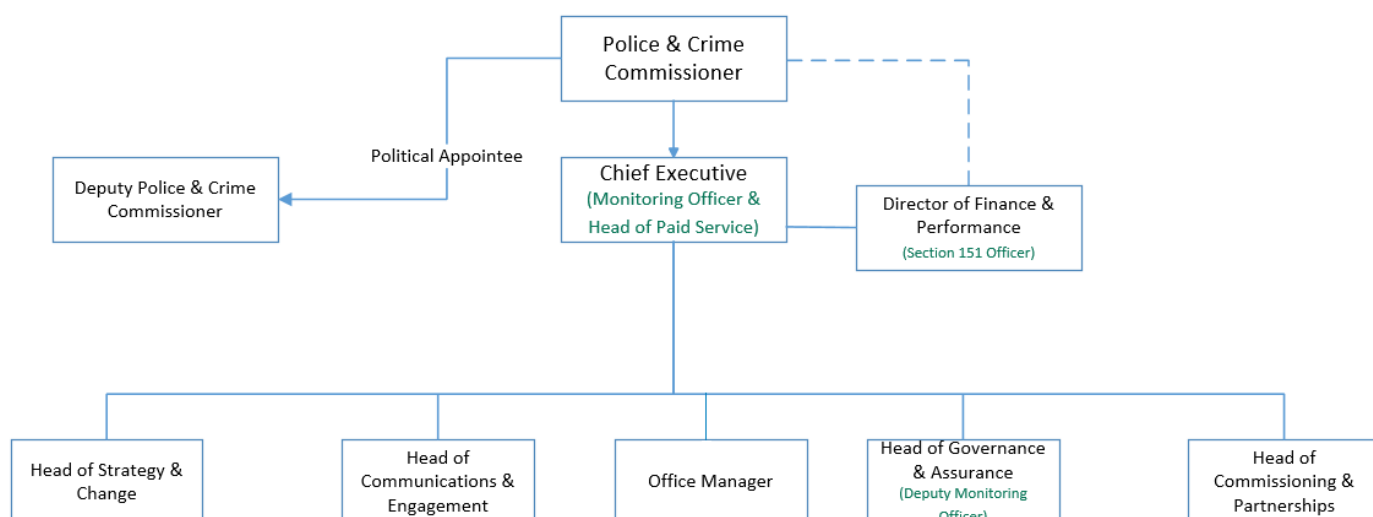 Police & Crime
Commissioner
Political Appointee
Deputy Police & Crime
Commissioner
Chief Executive
(Monitoring Officer &
Head of Paid Service)
Director of Finance &
Performance
(Section 151 Officer)
Head of Strategy &
Change
Head of
Communications &
Engagement
Office Manager
Head of Governance
& Assurance
(Deputy Monitoring
Officer)
Head of
Commissioning &
Partnerships